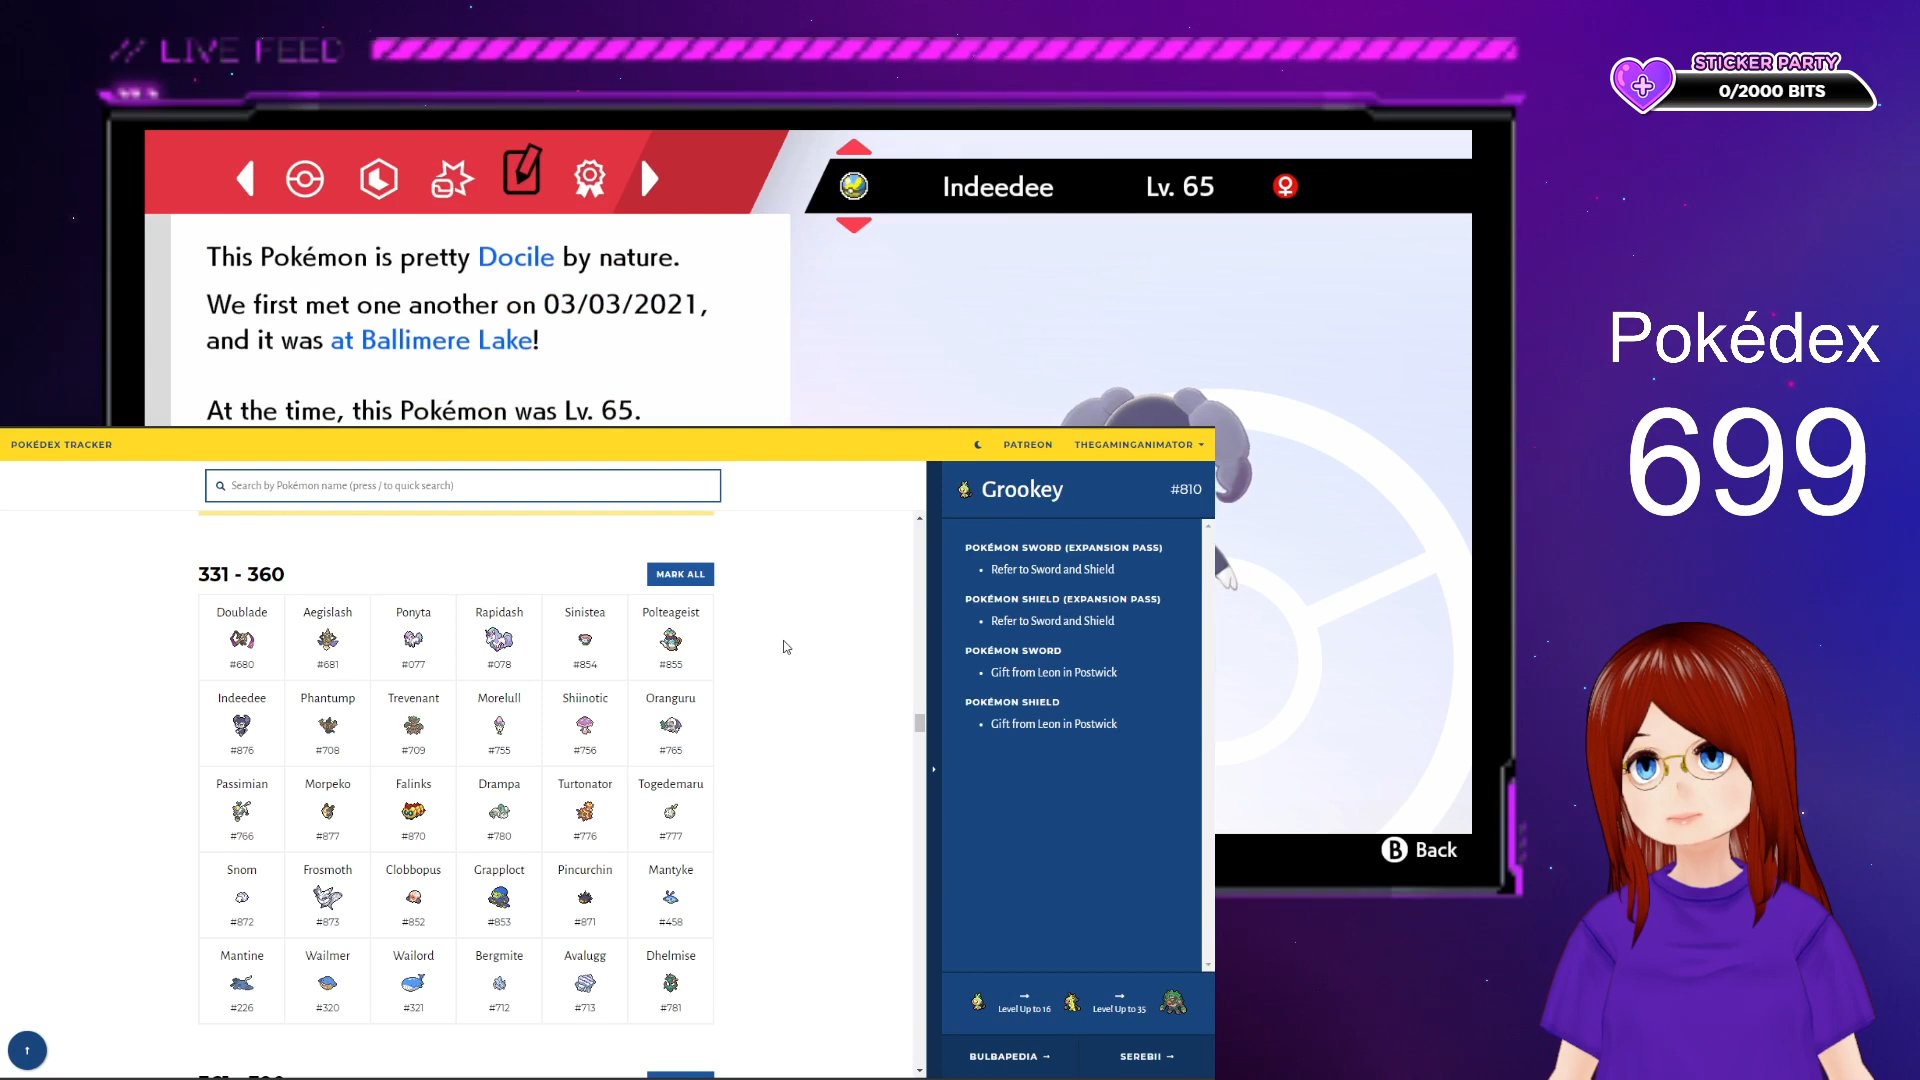 // LIVE FEED
STICKER PARTY
0/2000 BITS
Indeedee Lv. 65
This Pokémon is pretty Docile by nature.
We first met one another on 03/03/2021,
and it was at Ballimere Lake!
At the time, this Pokémon was Lv. 65.
Pokédex
699
POKÉDEX TRACKER
PATREON
THEGAMINGANIMATOR
Search by Pokémon name (press / to quick search)
331 - 360
MARK ALL
Doublade Aegislash Ponyta Rapidash Sinistea Polteageist
#680 #681 #077 #078 #854 #855
Indeedee Phantump Trevenant Morelull Shiinotic Oranguru
#876 #708 #709 #755 #756 #765
Passimian Morpeko Falinks Drampa Turtonator Togedemaru
#766 #877 #870 #780 #776 #777
Snom Frosmoth Clobbopus Grapploct Pincurchin Mantyke
#872 #873 #852 #853 #871 #458
Mantine Wailmer Wailord Bergmite Avalugg Dhelmise
#226 #320 #321 #712 #713 #781
Grookey #810
POKÉMON SWORD (EXPANSION PASS)
• Refer to Sword and Shield
POKÉMON SHIELD (EXPANSION PASS)
• Refer to Sword and Shield
POKÉMON SWORD
• Gift from Leon in Postwick
POKÉMON SHIELD
• Gift from Leon in Postwick
→ →
Level Up to 16 Level Up to 35
BULBAPEDIA → SEREBII →
B Back